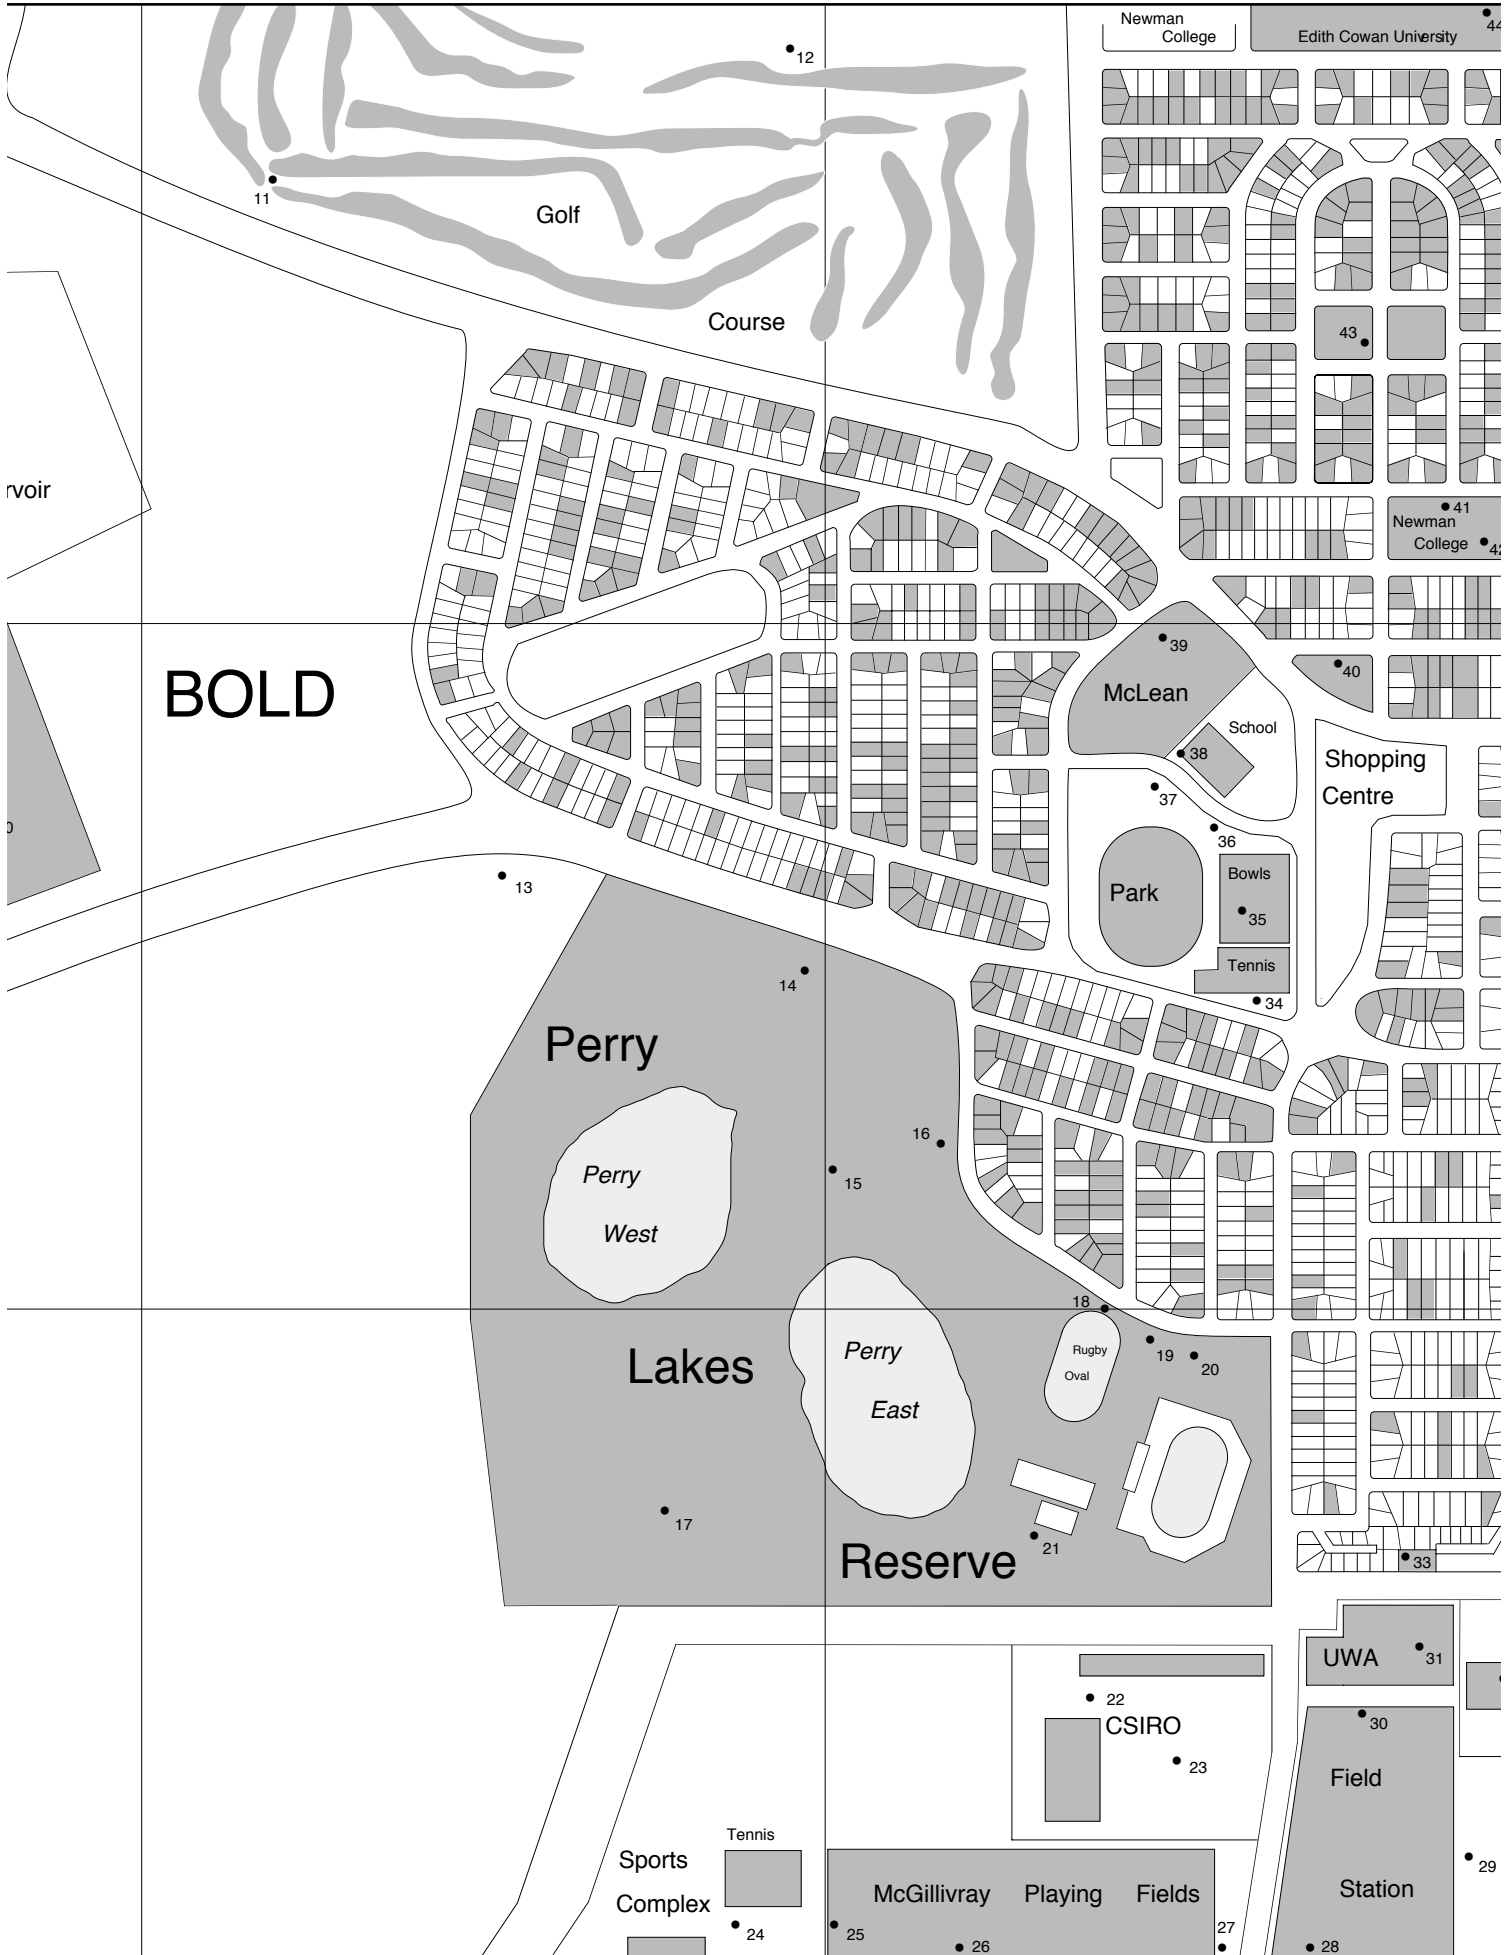 Newman
College
Edith Cowan University
44
12
11
Golf
43
Course
rvoir
41
Newman
College
42
39
40
BOLD
McLean
School
38
Shopping
Centre
37
36
Bowls
13
Park
35
Tennis
14
34
Perry
16
Perry
15
West
18
Perry
Rugby
19
20
Lakes
Oval
East
17
21
Reserve
33
UWA
31
22
30
CSIRO
23
Field
Tennis
Sports
29
McGillivray Playing Fields
Station
Complex
24
25
26
27
28